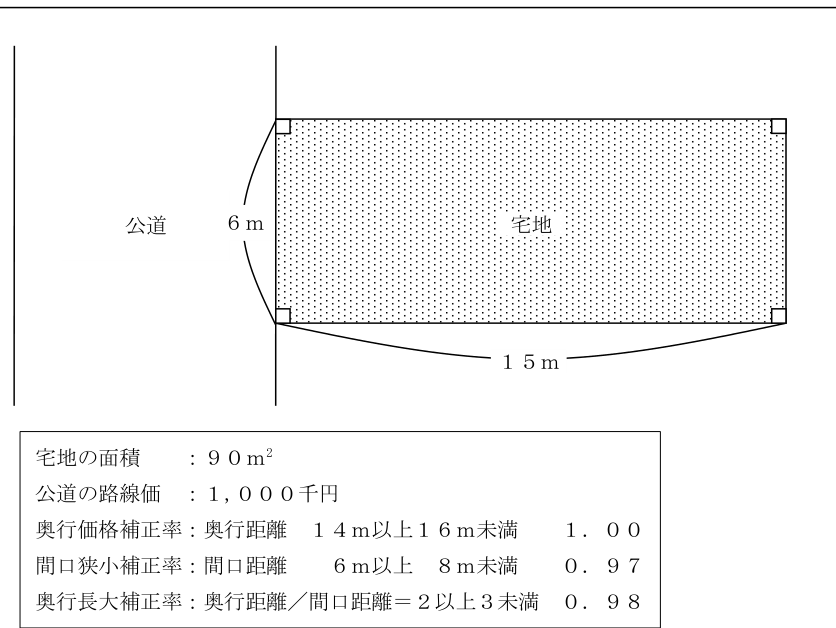 公道
6m
宅地
15m
宅地の面積 :90m²
公道の路線価 :1,000千円
奥行価格補正率:奥行距離 14m以上16m未満 1.00
間口狭小補正率:間口距離 6m以上 8m未満 0.97
奥行長大補正率:奥行距離/間口距離=2以上3未満 0.98